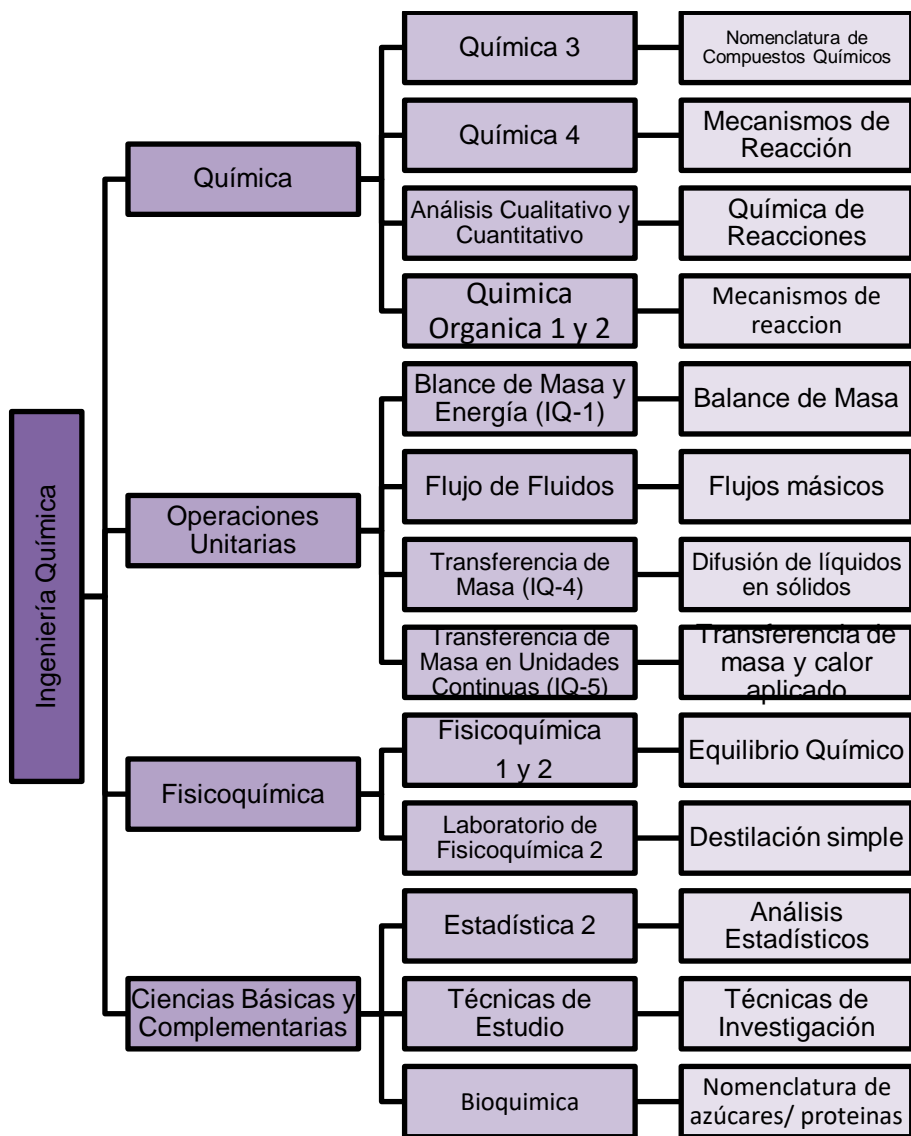 Ingeniería Química
Química
Química 3
Nomenclatura de
Compuestos Químicos
Química 4
Mecanismos de
Reacción
Análisis Cualitativo y
Cuantitativo
Química de
Reacciones
Quimica
Organica 1 y 2
Mecanismos de
reaccion
Operaciones
Unitarias
Blance de Masa y
Energía (IQ-1)
Balance de Masa
Flujo de Fluidos
Flujos másicos
Transferencia de
Masa (IQ-4)
Difusión de líquidos
en sólidos
Transferencia de
Masa en Unidades
Continuas (IQ-5)
Transferencia de
masa y calor
aplicado
Fisicoquímica
Fisicoquímica
1 y 2
Equilibrio Químico
Laboratorio de
Fisicoquímica 2
Destilación simple
Ciencias Básicas y
Complementarias
Estadística 2
Análisis
Estadísticos
Técnicas de
Estudio
Técnicas de
Investigación
Bioquimica
Nomenclatura de
azúcares/ proteinas